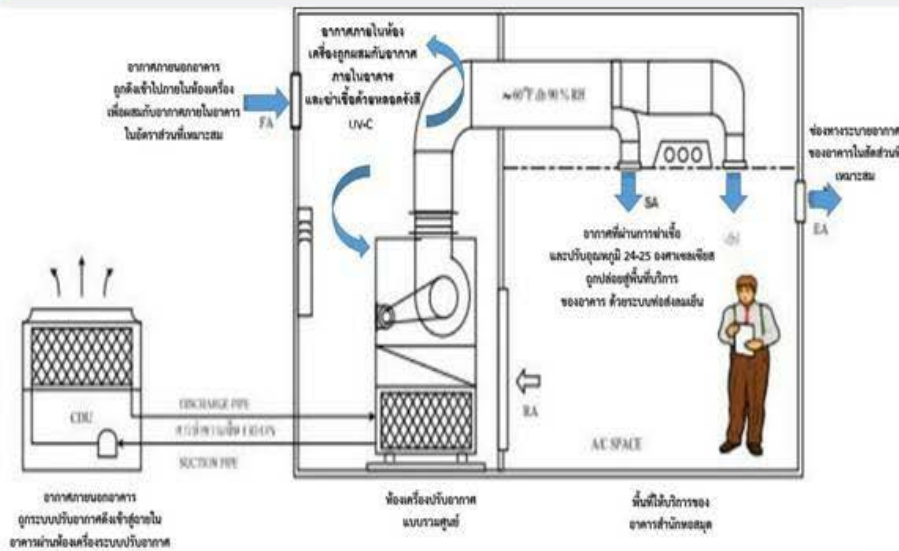 อากาศภายในห้อง
เครื่องถูกผสมกับอากาศ
ภายในอาคาร
และฆ่าเชื้อด้วยหลอดรังสี
UV-C
อากาศภายนอกอาคาร
ถูกดึงเข้าไปภายในห้องเครื่อง
เพื่อผสมกับอากาศภายในอาคาร
ในอัตราส่วนที่เหมาะสม
FA
≈60°F db 90 % RH
ช่องทางระบายอากาศ
ของอาคารในสัดส่วนที่
เหมาะสม
EA
SA
อากาศที่ผ่านการฆ่าเชื้อ
และปรับอุณหภูมิ 24-25 องศาเซลเซียส
ถูกปล่อยสู่พื้นที่บริการ
ของอาคาร ด้วยระบบท่อส่งลมเย็น
RA
A/C SPACE
CDU
DISCHARGE PIPE
SUCTION PIPE
อากาศภายนอกอาคาร
ถูกระบบปรับอากาศดึงเข้าสู่ภายใน
อาคารผ่านห้องเครื่องระบบปรับอากาศ
ห้องเครื่องปรับอากาศ
แบบรวมศูนย์
พื้นที่ให้บริการของ
อาคารสำนักหอสมุด